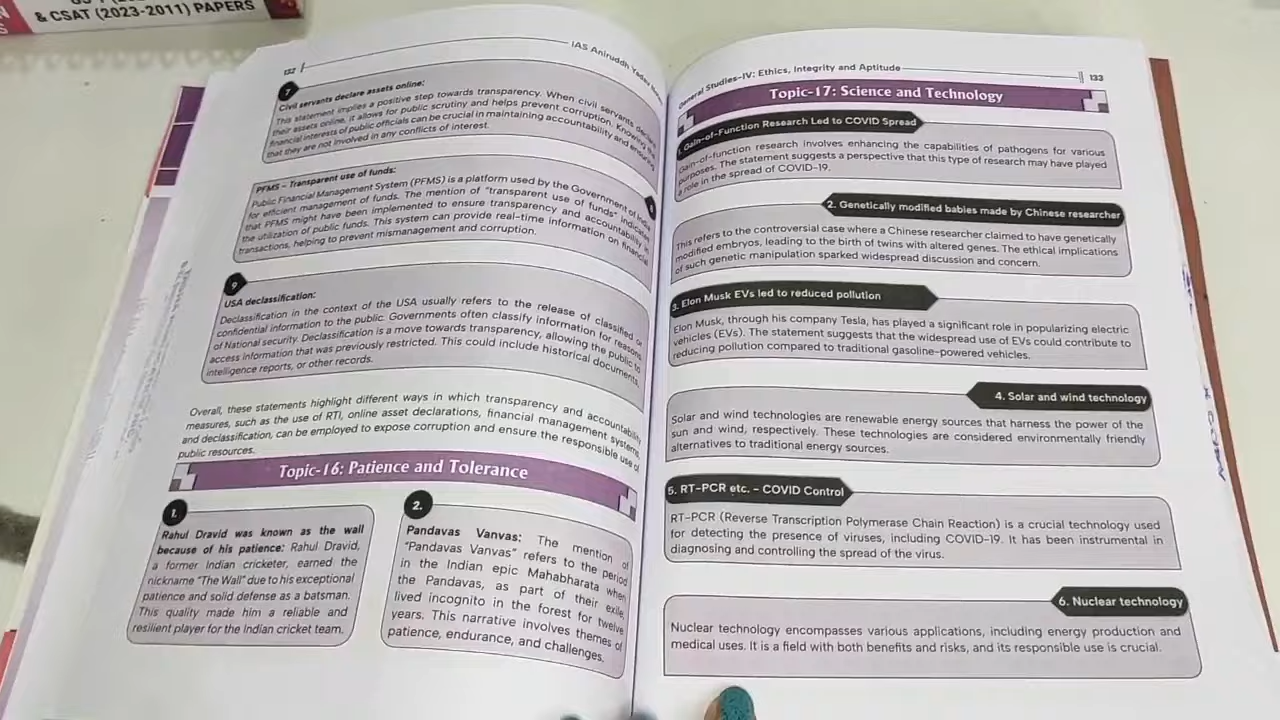 & CSAT (2023-2011) PAPERS
132
IAS Aniruddh Yadav
7
Civil servants declare assets online:
This statement implies a positive step towards transparency. When civil servants declare
their assets online, it allows for public scrutiny and helps prevent corruption. Knowing the
financial interests of public officials can be crucial in maintaining accountability and ensuring
that they are not involved in any conflicts of interest.
PFMS – Transparent use of funds:
Public Financial Management System (PFMS) is a platform used by the Government of India
for efficient management of funds. The mention of "transparent use of funds" indicates
that PFMS might have been implemented to ensure transparency and accountability in
the utilization of public funds. This system can provide real-time information on financial
transactions, helping to prevent mismanagement and corruption.
9
USA declassification:
Declassification in the context of the USA usually refers to the release of classified or
confidential information to the public. Governments often classify information for reasons
of National security. Declassification is a move towards transparency, allowing the public to
access information that was previously restricted. This could include historical documents,
intelligence reports, or other records.
Overall, these statements highlight different ways in which transparency and accountability
measures, such as the use of RTI, online asset declarations, financial management systems,
and declassification, can be employed to expose corruption and ensure the responsible use of
public resources.
Topic-16: Patience and Tolerance
1.
Rahul Dravid was known as the wall
because of his patience: Rahul Dravid,
a former Indian cricketer, earned the
nickname "The Wall" due to his exceptional
patience and solid defense as a batsman.
This quality made him a reliable and
resilient player for the Indian cricket team.
2.
Pandavas Vanvas: The mention of
"Pandavas Vanvas" refers to the period
in the Indian epic Mahabharata when
the Pandavas, as part of their exile,
lived incognito in the forest for twelve
years. This narrative involves themes of
patience, endurance, and challenges.
General Studies-IV: Ethics, Integrity and Aptitude
133
Topic-17: Science and Technology
1. Gain-of-Function Research Led to COVID Spread
Gain-of-function research involves enhancing the capabilities of pathogens for various
purposes. The statement suggests a perspective that this type of research may have played
a role in the spread of COVID-19.
2. Genetically modified babies made by Chinese researcher
This refers to the controversial case where a Chinese researcher claimed to have genetically
modified embryos, leading to the birth of twins with altered genes. The ethical implications
of such genetic manipulation sparked widespread discussion and concern.
3. Elon Musk EVs led to reduced pollution
Elon Musk, through his company Tesla, has played a significant role in popularizing electric
vehicles (EVs). The statement suggests that the widespread use of EVs could contribute to
reducing pollution compared to traditional gasoline-powered vehicles.
4. Solar and wind technology
Solar and wind technologies are renewable energy sources that harness the power of the
sun and wind, respectively. These technologies are considered environmentally friendly
alternatives to traditional energy sources.
5. RT-PCR etc. – COVID Control
RT-PCR (Reverse Transcription Polymerase Chain Reaction) is a crucial technology used
for detecting the presence of viruses, including COVID-19. It has been instrumental in
diagnosing and controlling the spread of the virus.
6. Nuclear technology
Nuclear technology encompasses various applications, including energy production and
medical uses. It is a field with both benefits and risks, and its responsible use is crucial.